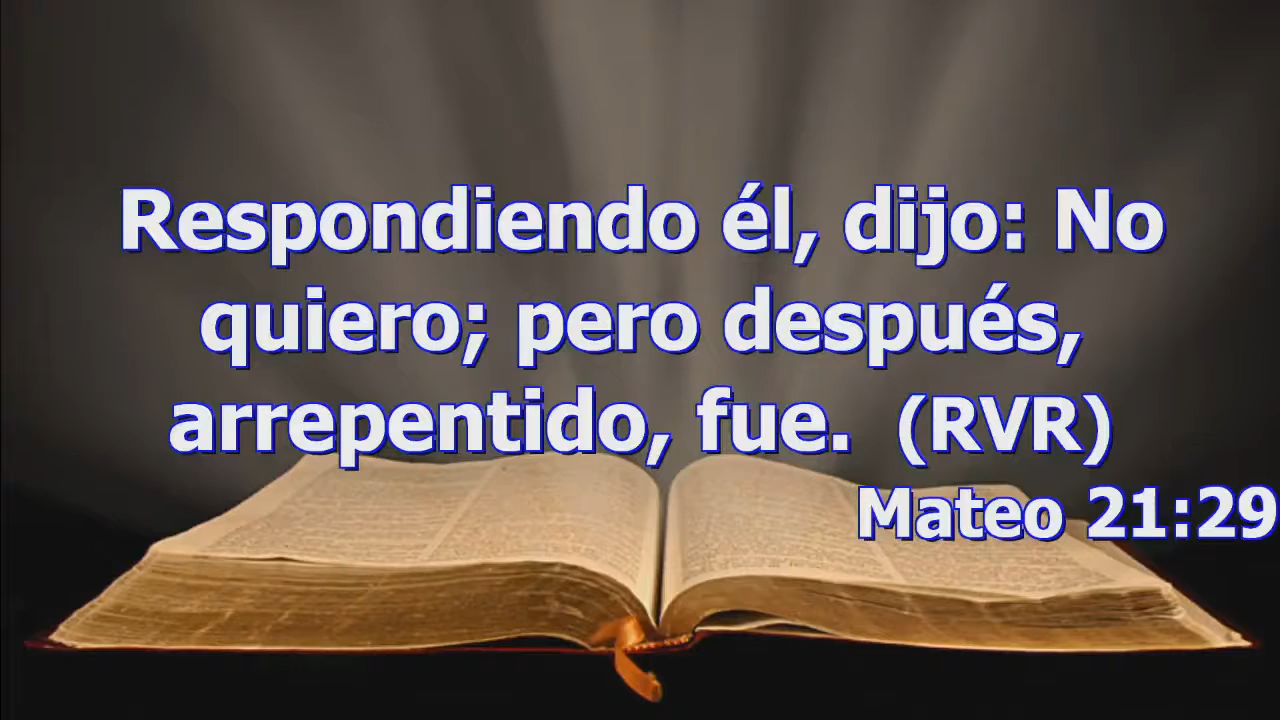 Respondiendo él, dijo: No
quiero; pero después,
arrepentido, fue. (RVR)
Mateo 21:29